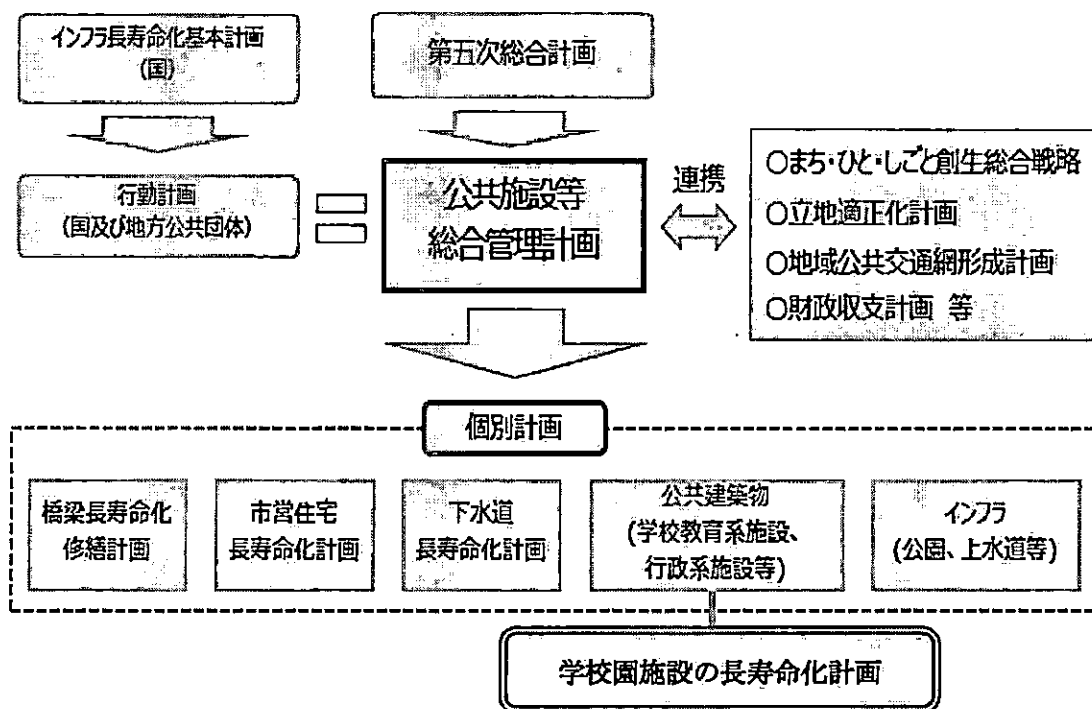 インフラ長寿命化基本計画
(国)
第五次総合計画
行動計画
(国及び地方公共団体)
公共施設等
総合管理計画
連携
○まち・ひと・しごと創生総合戦略
○立地適正化計画
○地域公共交通網形成計画
○財政収支計画 等
個別計画
橋梁長寿命化
修繕計画
市営住宅
長寿命化計画
下水道
長寿命化計画
公共建築物
(学校教育系施設、
行政系施設等)
インフラ
(公園、上水道等)
学校園施設の長寿命化計画